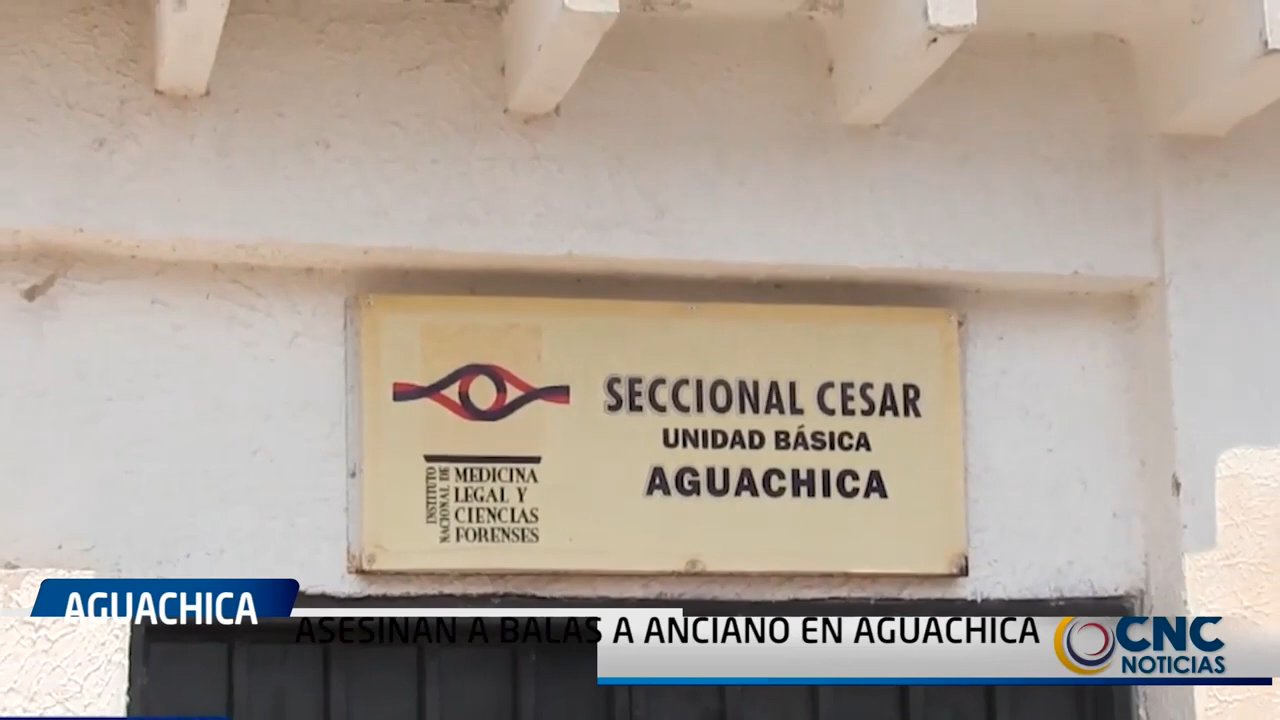 SECCIONAL CESAR
UNIDAD BÁSICA
AGUACHICA
INSTITUTO
NACIONAL DE
MEDICINA
LEGAL Y
CIENCIAS
FORENSES
AGUACHICA
ASESINAN A BALAS A ANCIANO EN AGUACHICA
CNC
NOTICIAS